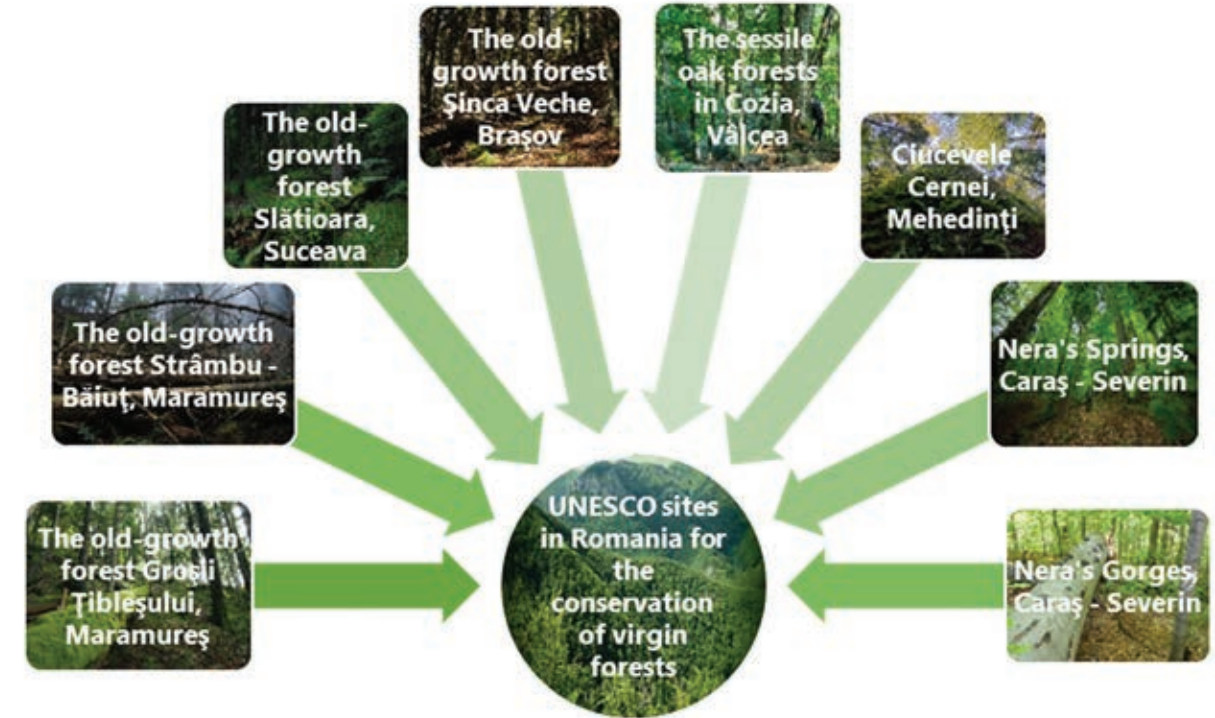 The old-
growth forest
Şinca Veche,
Braşov
The sessile
oak forests
in Cozia,
Vâlcea
The old-
growth
forest
Slătioara,
Suceava
Ciucevele
Cernei,
Mehedinţi
The old-growth
forest Strâmbu -
Băiuţ, Maramureş
Nera's Springs,
Caraş - Severin
The old-growth
forest Groşii
Ţibleşului,
Maramureş
UNESCO sites
in Romania for
the
conservation
of virgin
forests
Nera's Gorges,
Caraş - Severin